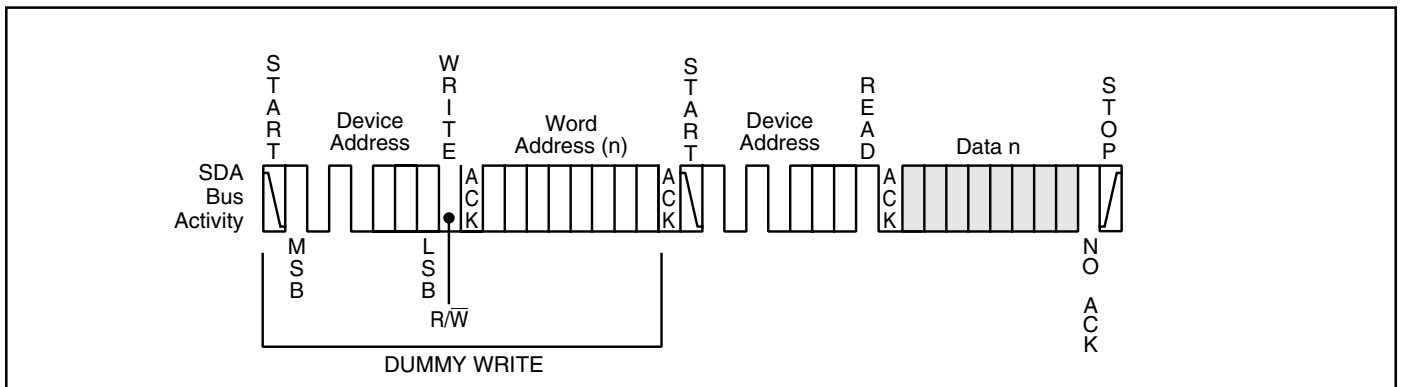 START
WRITE
START
READ
STOP
Device
Address
Word
Address (n)
Device
Address
Data n
SDA
Bus
Activity
ACK
ACK
ACK
MSB
LSB
R/W̅
NO ACK
DUMMY WRITE